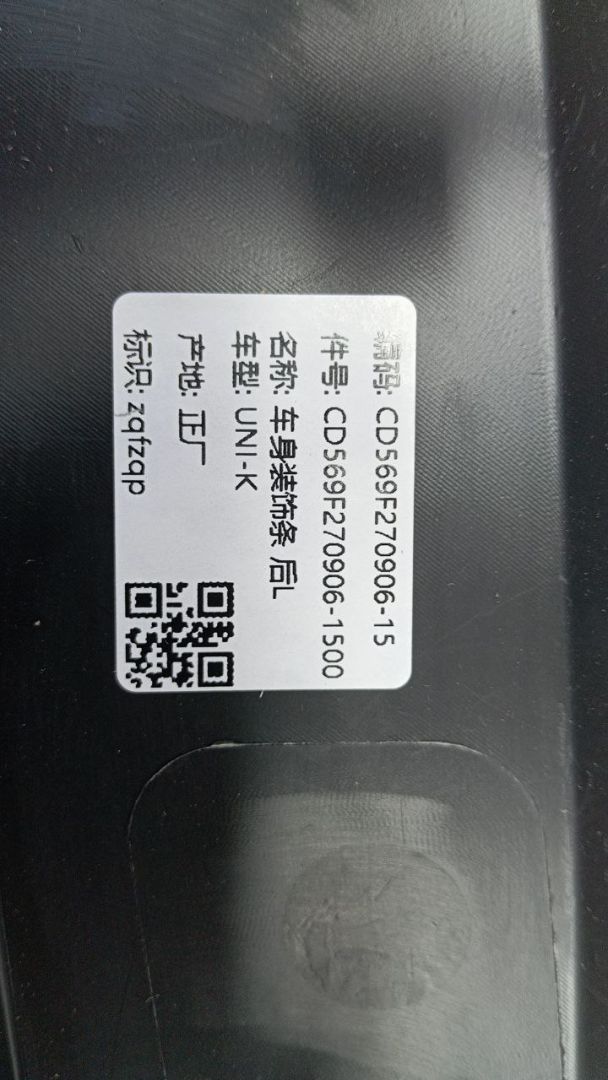 编码: CD569F270906-15
件号: CD569F270906-1500
名称: 车身装饰条 后L
车型: UNI-K
产地: 正厂
标识: zqfzqp